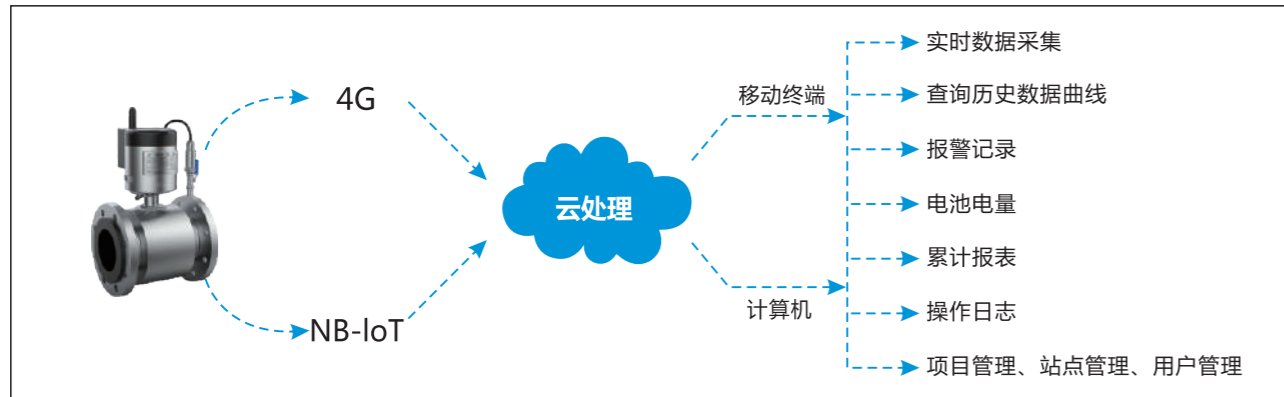 4G
NB-IoT
云处理
移动终端
计算机
实时数据采集
查询历史数据曲线
报警记录
电池电量
累计报表
操作日志
项目管理、站点管理、用户管理